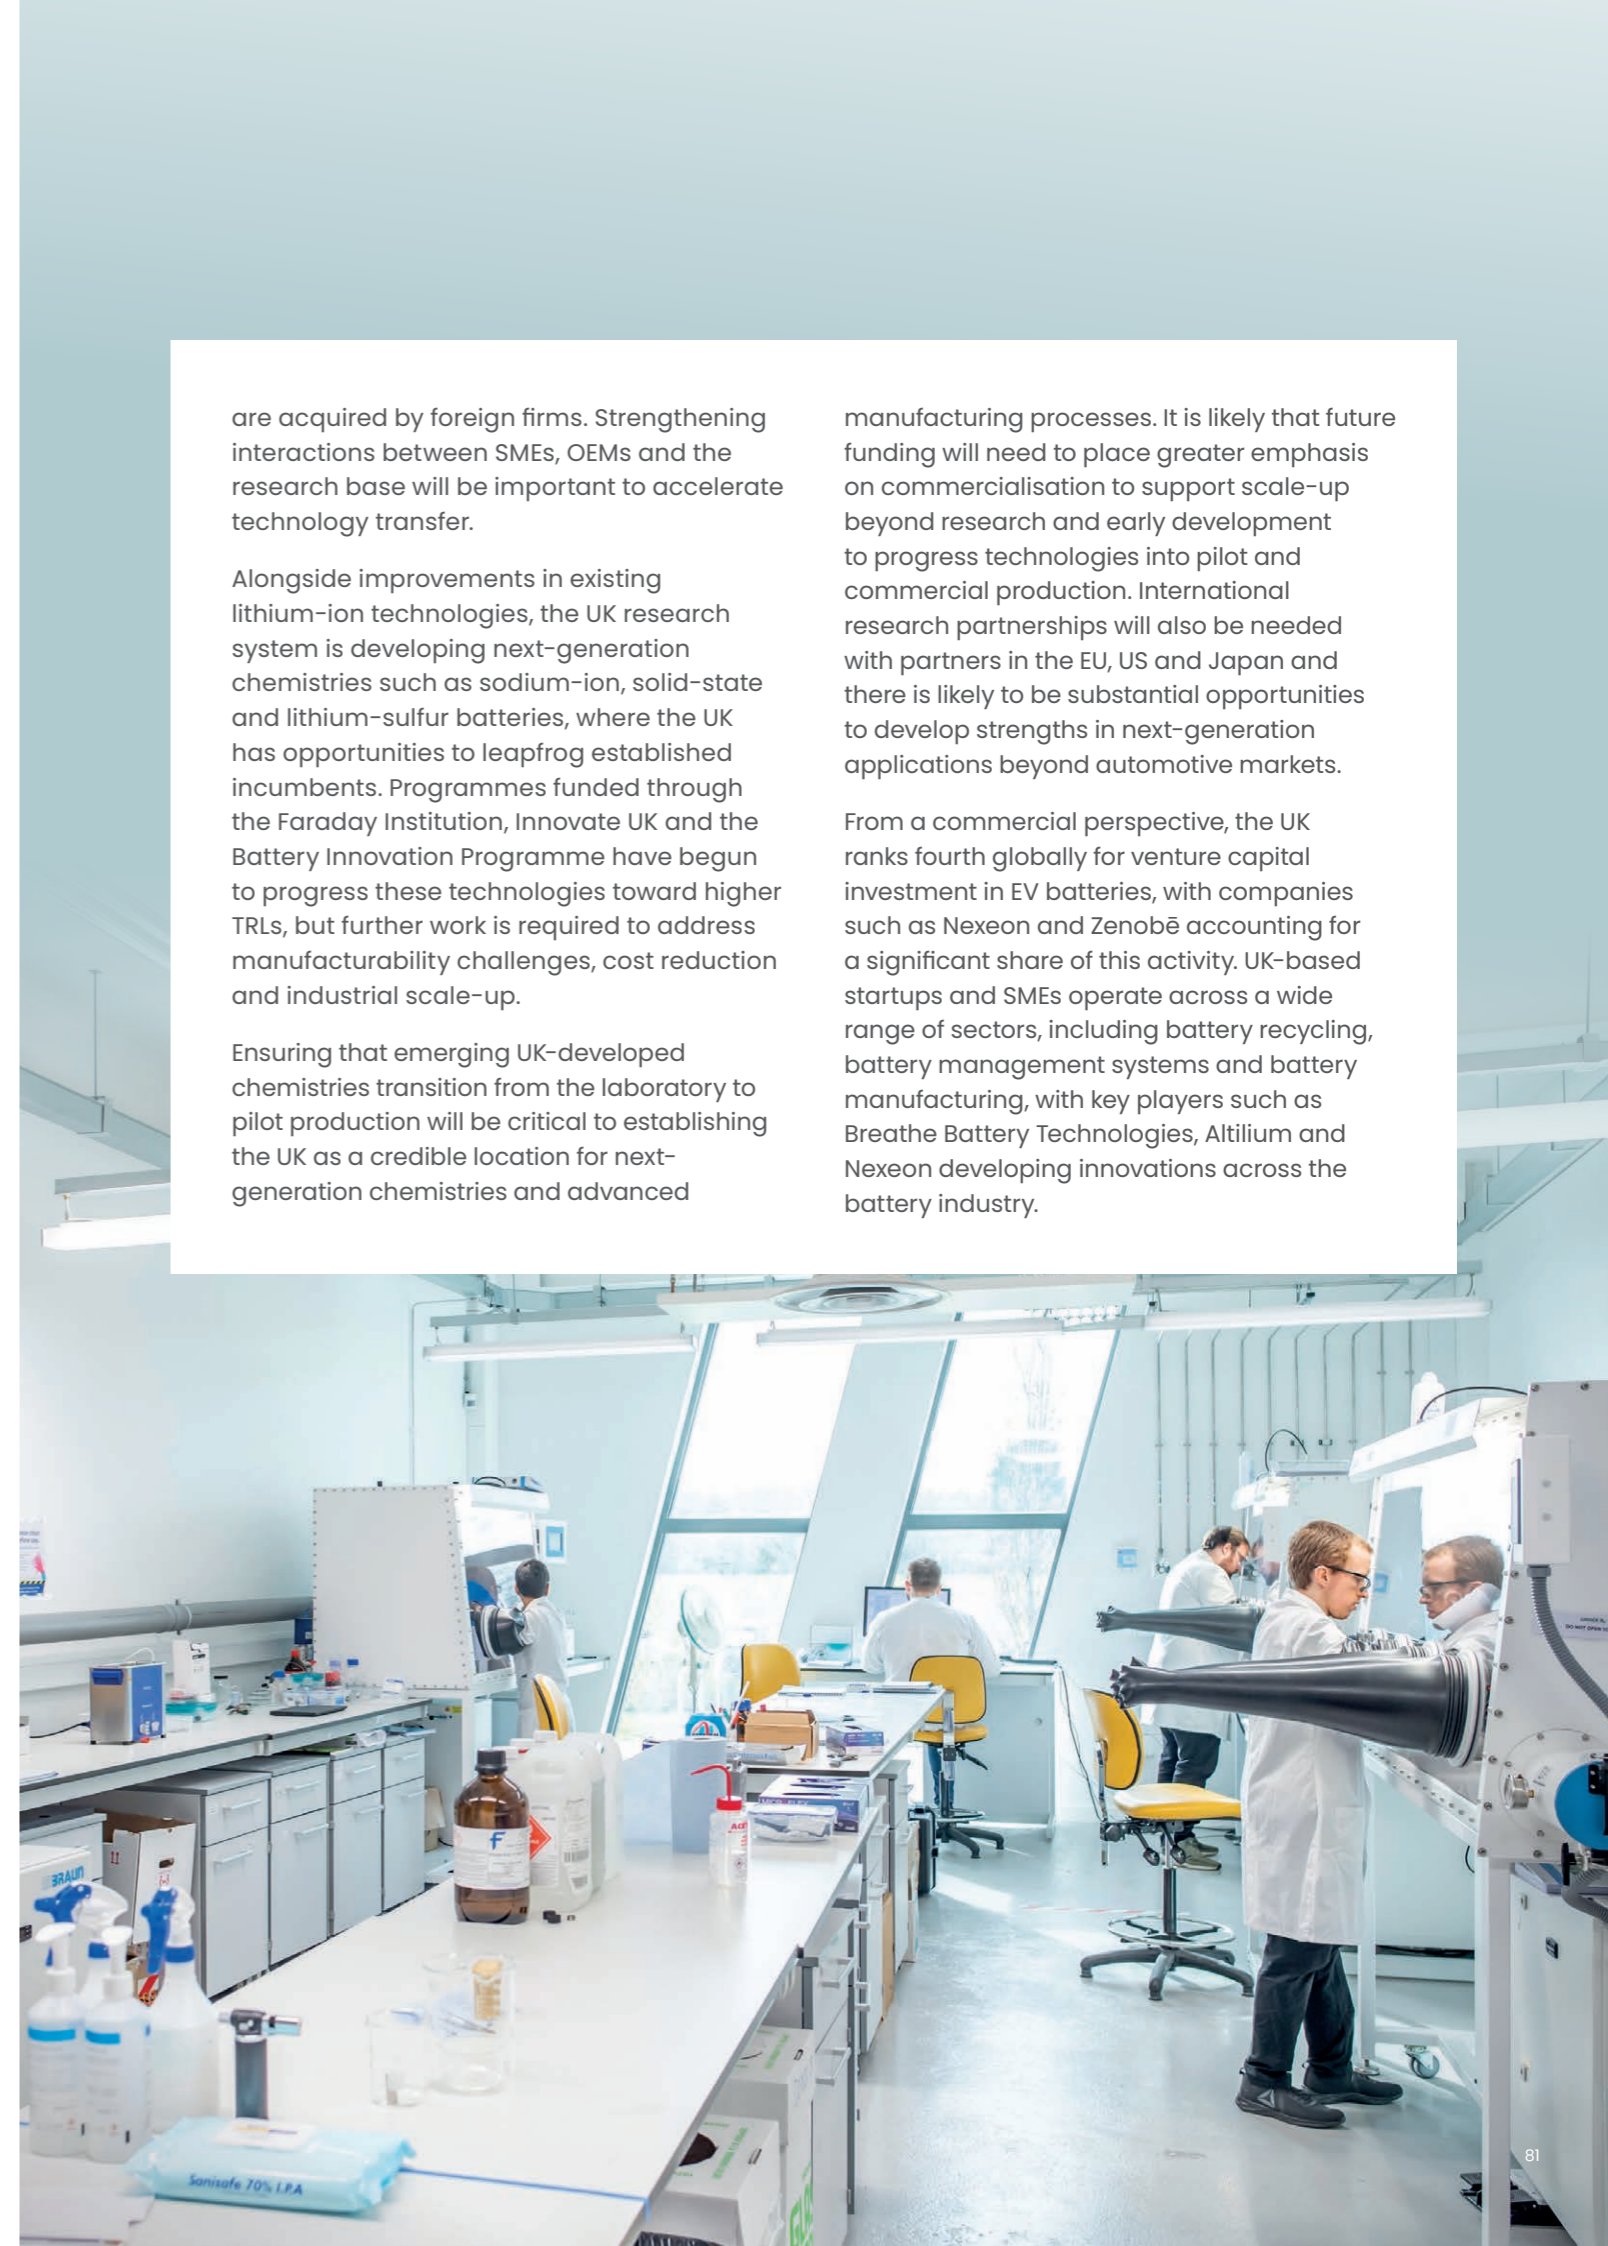 are acquired by foreign firms. Strengthening
interactions between SMEs, OEMs and the
research base will be important to accelerate
technology transfer.
Alongside improvements in existing
lithium-ion technologies, the UK research
system is developing next-generation
chemistries such as sodium-ion, solid-state
and lithium-sulfur batteries, where the UK
has opportunities to leapfrog established
incumbents. Programmes funded through
the Faraday Institution, Innovate UK and the
Battery Innovation Programme have begun
to progress these technologies toward higher
TRLs, but further work is required to address
manufacturability challenges, cost reduction
and industrial scale-up.
Ensuring that emerging UK-developed
chemistries transition from the laboratory to
pilot production will be critical to establishing
the UK as a credible location for next-
generation chemistries and advanced
manufacturing processes. It is likely that future
funding will need to place greater emphasis
on commercialisation to support scale-up
beyond research and early development
to progress technologies into pilot and
commercial production. International
research partnerships will also be needed
with partners in the EU, US and Japan and
there is likely to be substantial opportunities
to develop strengths in next-generation
applications beyond automotive markets.
From a commercial perspective, the UK
ranks fourth globally for venture capital
investment in EV batteries, with companies
such as Nexeon and Zenobē accounting for
a significant share of this activity. UK-based
startups and SMEs operate across a wide
range of sectors, including battery recycling,
battery management systems and battery
manufacturing, with key players such as
Breathe Battery Technologies, Altilium and
Nexeon developing innovations across the
battery industry.
BRAUN
F
Sanisafe 70% I.P.A
81